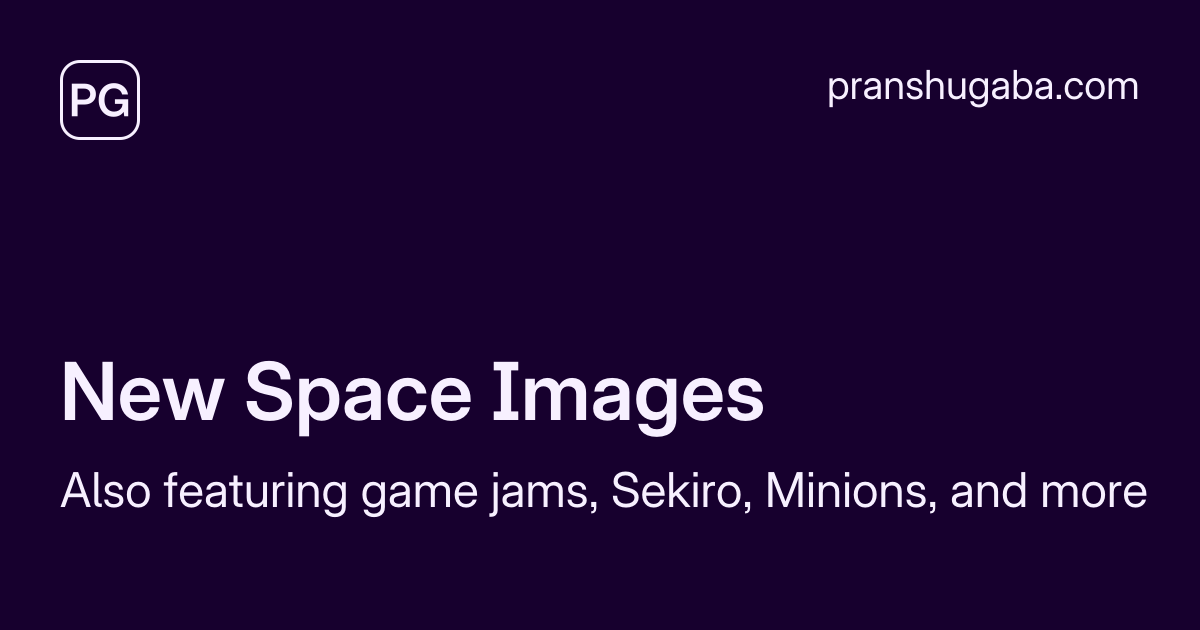 PG
pranshugaba.com
New Space Images
Also featuring game jams, Sekiro, Minions, and more